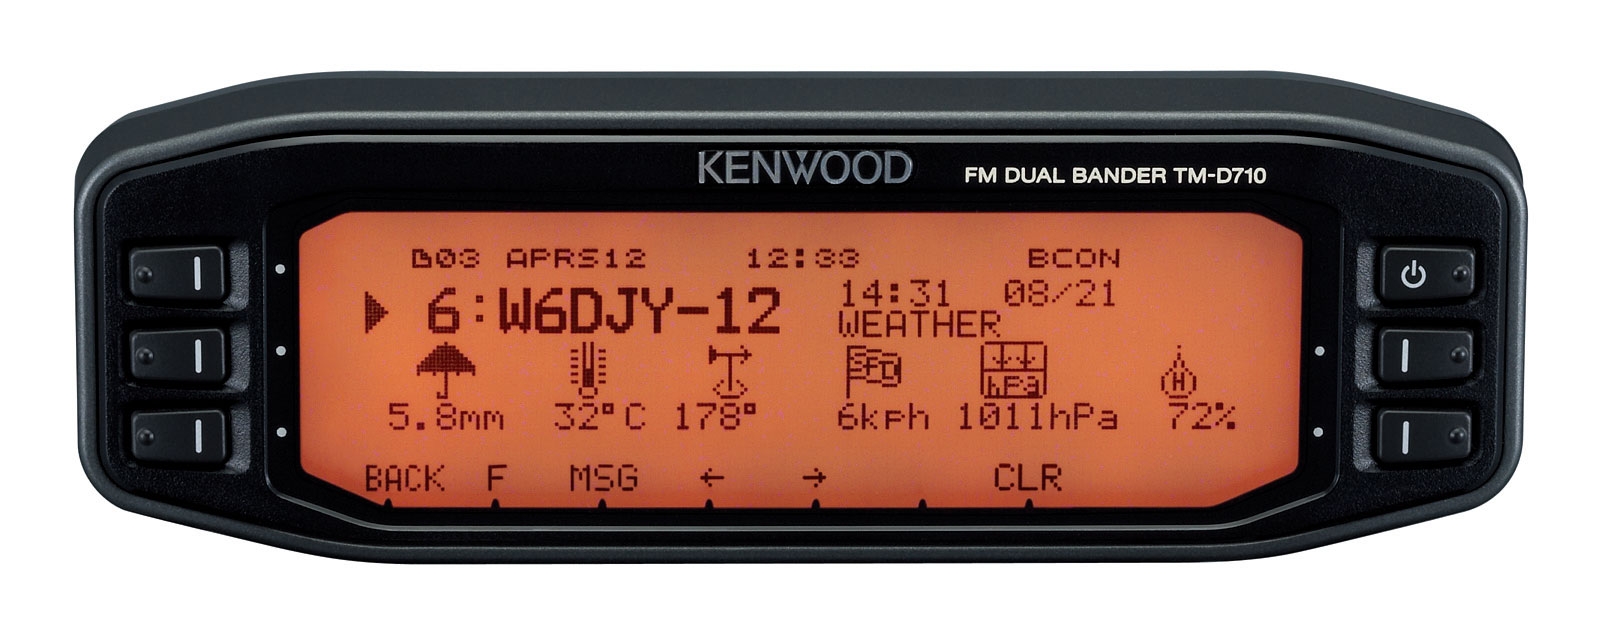 KENWOOD FM DUAL BANDER TM-D710
D03 APRS12 12:33 BCON
6:W6DJY-12 14:31 08/21
WEATHER
SPD hPa H
5.8mm 32°C 178° 6kph 1011hPa 72%
BACK F MSG ← → CLR